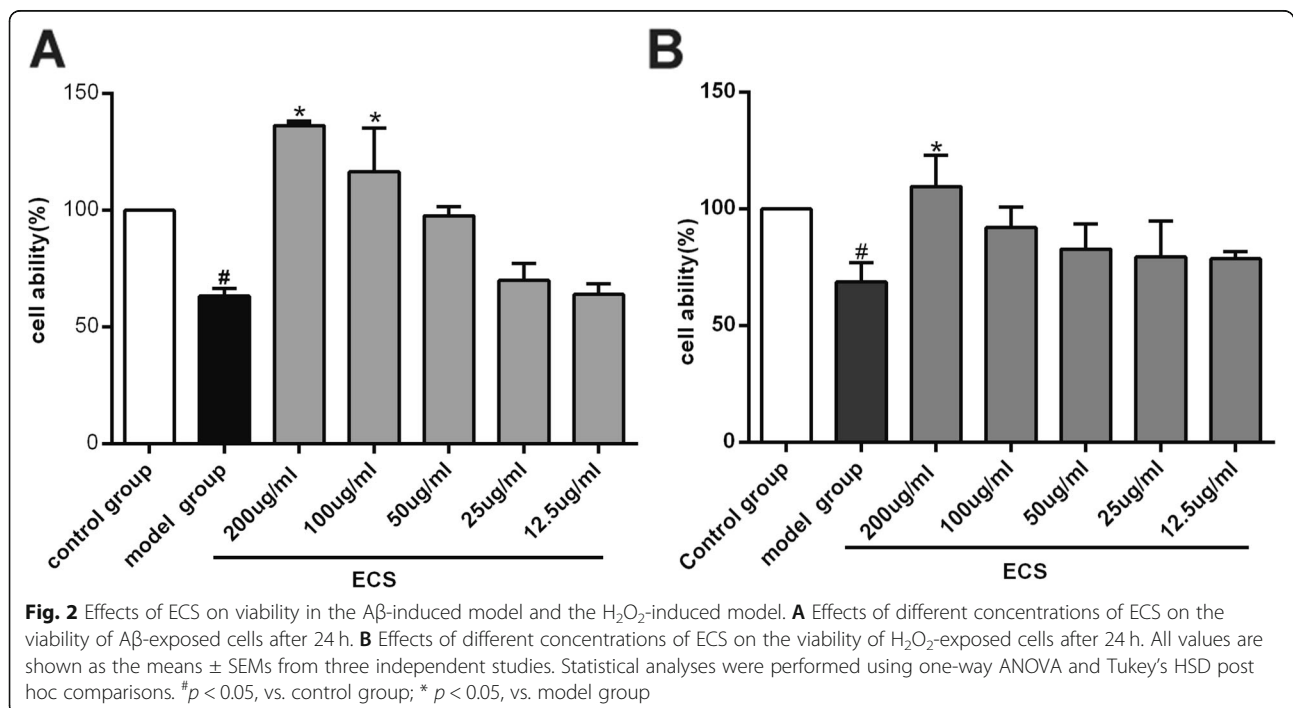 A
150
100
50
0
cell ability(%)
*
*
#
control group
model group
200ug/ml
100ug/ml
50ug/ml
25ug/ml
12.5ug/ml
ECS
B
150
100
50
0
cell ability(%)
*
#
Control group
model group
200ug/ml
100ug/ml
50ug/ml
25ug/ml
12.5ug/ml
ECS
Fig. 2 Effects of ECS on viability in the Aβ-induced model and the H₂O₂-induced model. A Effects of different concentrations of ECS on the
viability of Aβ-exposed cells after 24 h. B Effects of different concentrations of ECS on the viability of H₂O₂-exposed cells after 24 h. All values are
shown as the means ± SEMs from three independent studies. Statistical analyses were performed using one-way ANOVA and Tukey's HSD post
hoc comparisons. #p < 0.05, vs. control group; * p < 0.05, vs. model group